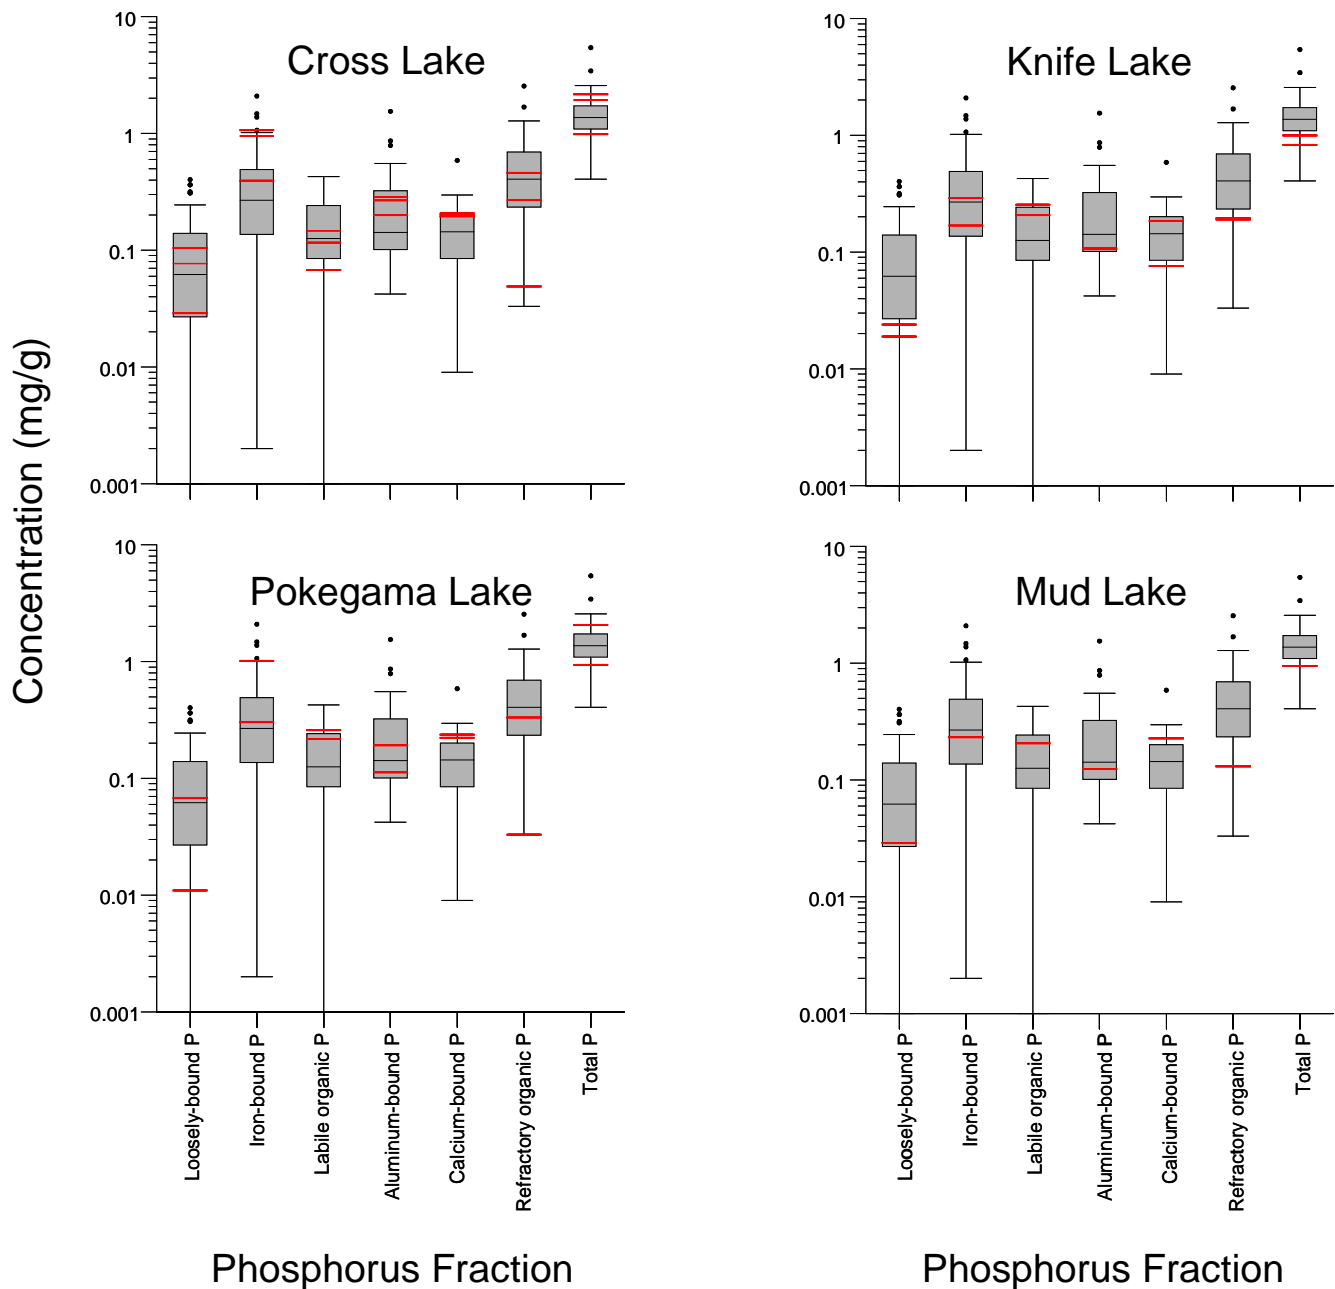 Concentration (mg/g)
Cross Lake
10
1
0.1
0.01
0.001
Knife Lake
10
1
0.1
0.01
0.001
Pokegama Lake
10
1
0.1
0.01
0.001
Loosely-bound P
Iron-bound P
Labile organic P
Aluminum-bound P
Calcium-bound P
Refractory organic P
Total P
Phosphorus Fraction
Mud Lake
10
1
0.1
0.01
0.001
Loosely-bound P
Iron-bound P
Labile organic P
Aluminum-bound P
Calcium-bound P
Refractory organic P
Total P
Phosphorus Fraction